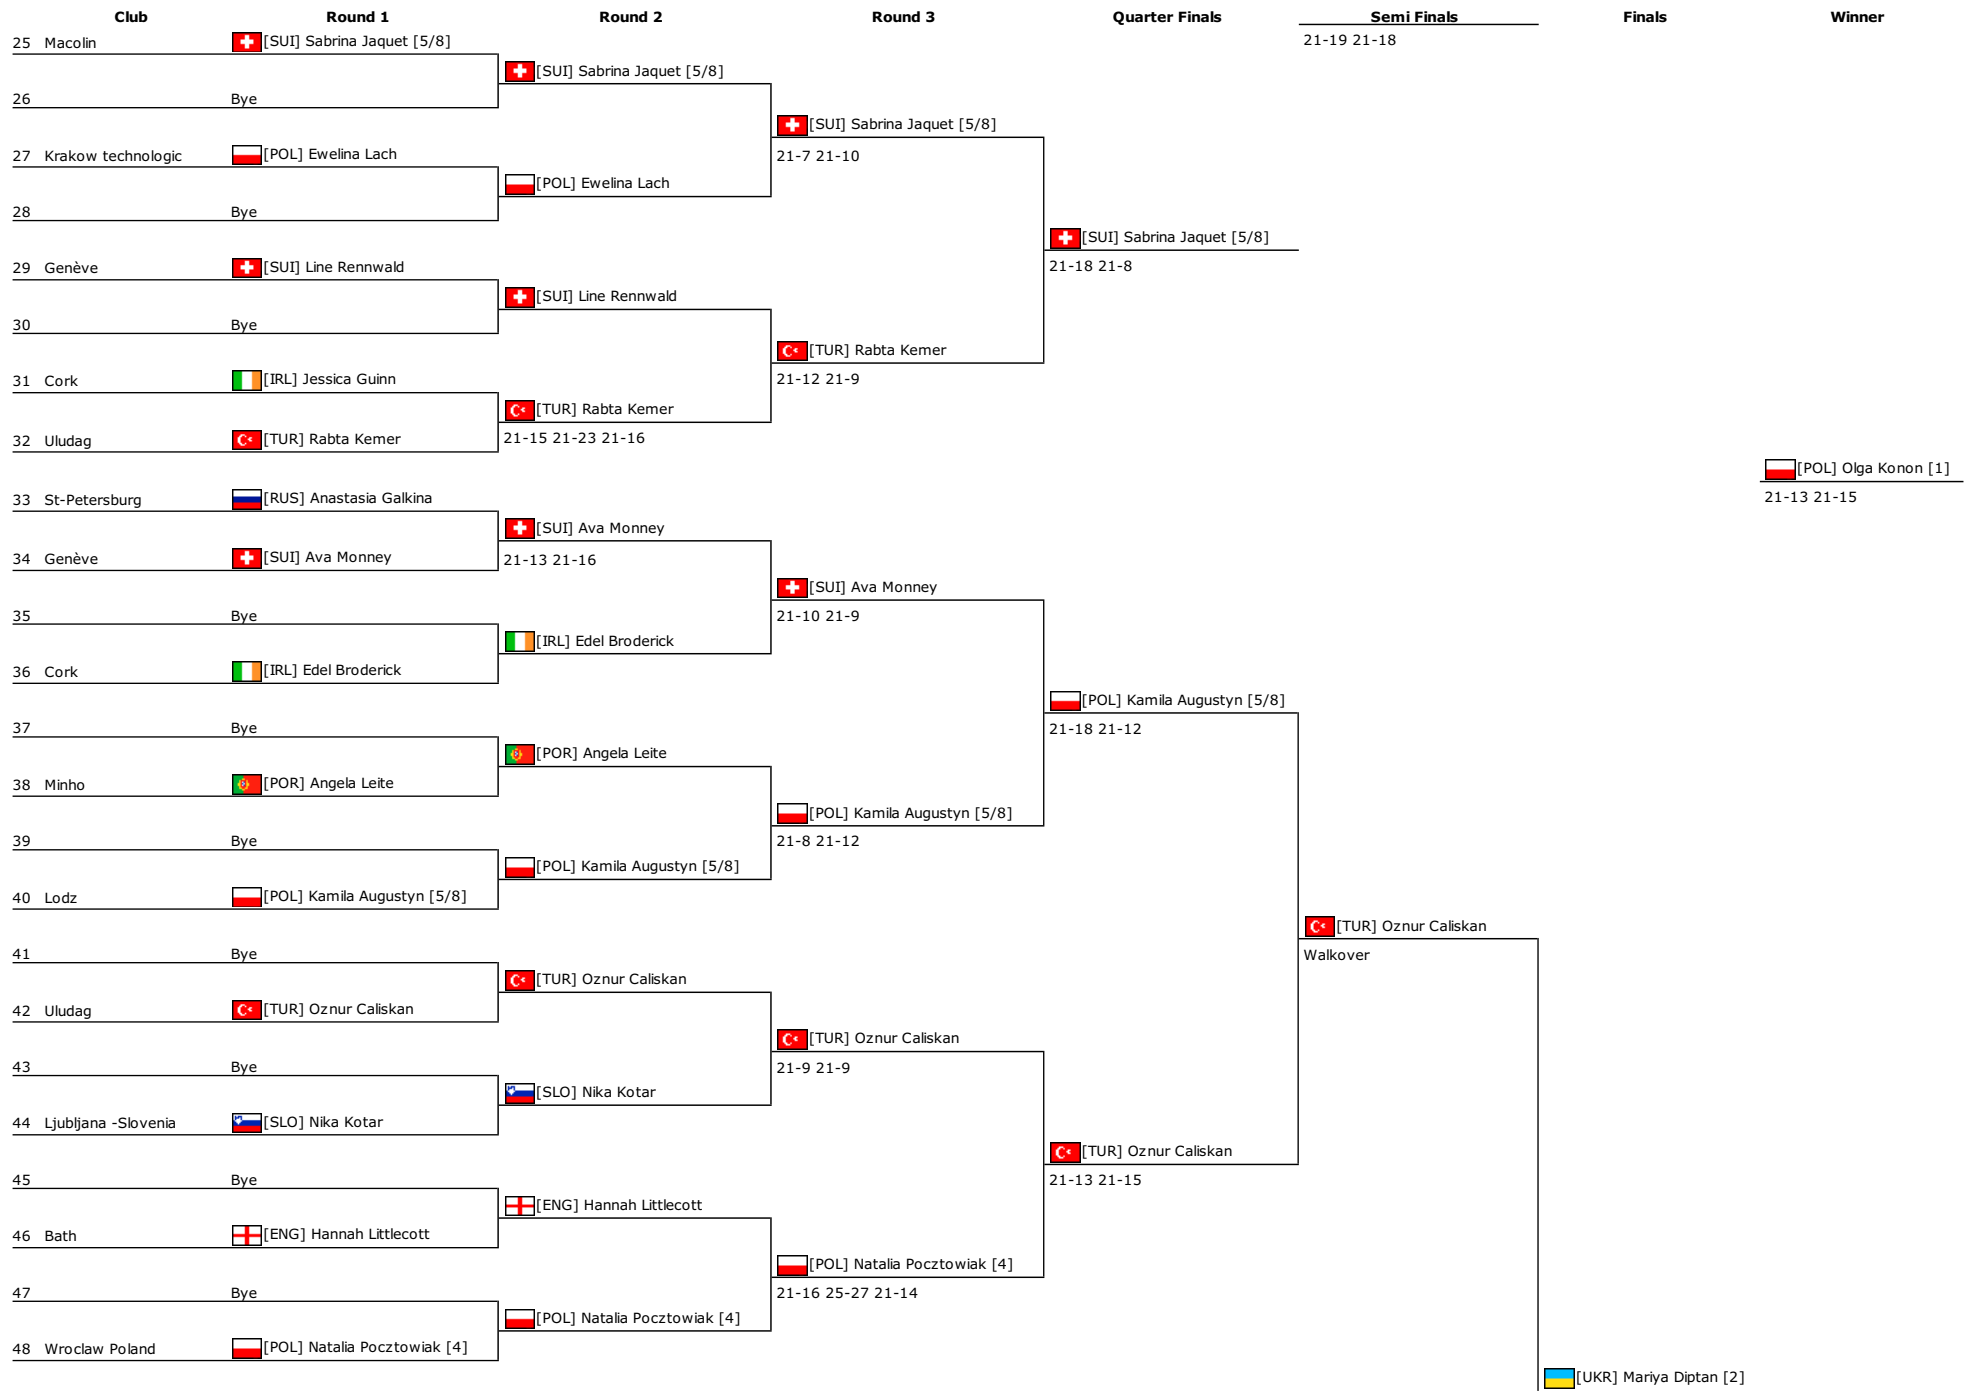 Club Round 1 Round 2 Round 3 Quarter Finals Semi Finals Finals Winner
25 Macolin [SUI] Sabrina Jaquet [5/8] 21-19 21-18
[SUI] Sabrina Jaquet [5/8]
26 Bye
[SUI] Sabrina Jaquet [5/8]
27 Krakow technologic [POL] Ewelina Lach 21-7 21-10
[POL] Ewelina Lach
28 Bye
[SUI] Sabrina Jaquet [5/8]
29 Genève [SUI] Line Rennwald 21-18 21-8
[SUI] Line Rennwald
30 Bye
[TUR] Rabta Kemer
31 Cork [IRL] Jessica Guinn 21-12 21-9
[TUR] Rabta Kemer
32 Uludag [TUR] Rabta Kemer 21-15 21-23 21-16
[POL] Olga Konon [1]
33 St-Petersburg [RUS] Anastasia Galkina 21-13 21-15
[SUI] Ava Monney
34 Genève [SUI] Ava Monney 21-13 21-16
[SUI] Ava Monney
35 Bye 21-10 21-9
[IRL] Edel Broderick
36 Cork [IRL] Edel Broderick
[POL] Kamila Augustyn [5/8]
37 Bye 21-18 21-12
[POR] Angela Leite
38 Minho [POR] Angela Leite
[POL] Kamila Augustyn [5/8]
39 Bye 21-8 21-12
[POL] Kamila Augustyn [5/8]
40 Lodz [POL] Kamila Augustyn [5/8]
[TUR] Oznur Caliskan
41 Bye Walkover
[TUR] Oznur Caliskan
42 Uludag [TUR] Oznur Caliskan
[TUR] Oznur Caliskan
43 Bye 21-9 21-9
[SLO] Nika Kotar
44 Ljubljana -Slovenia [SLO] Nika Kotar
[TUR] Oznur Caliskan
45 Bye 21-13 21-15
[ENG] Hannah Littlecott
46 Bath [ENG] Hannah Littlecott
[POL] Natalia Pocztowiak [4]
47 Bye 21-16 25-27 21-14
[POL] Natalia Pocztowiak [4]
48 Wroclaw Poland [POL] Natalia Pocztowiak [4]
[UKR] Mariya Diptan [2]